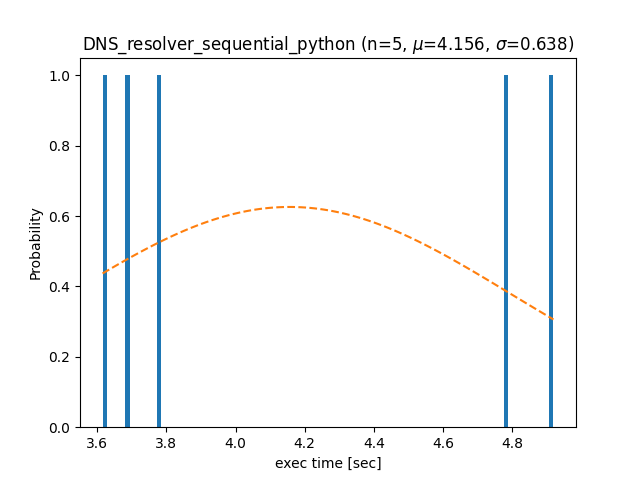 DNS_resolver_sequential_python (n=5, μ=4.156, σ=0.638)
1.0
0.8
0.6
0.4
0.2
0.0
Probability
3.6 3.8 4.0 4.2 4.4 4.6 4.8
exec time [sec]